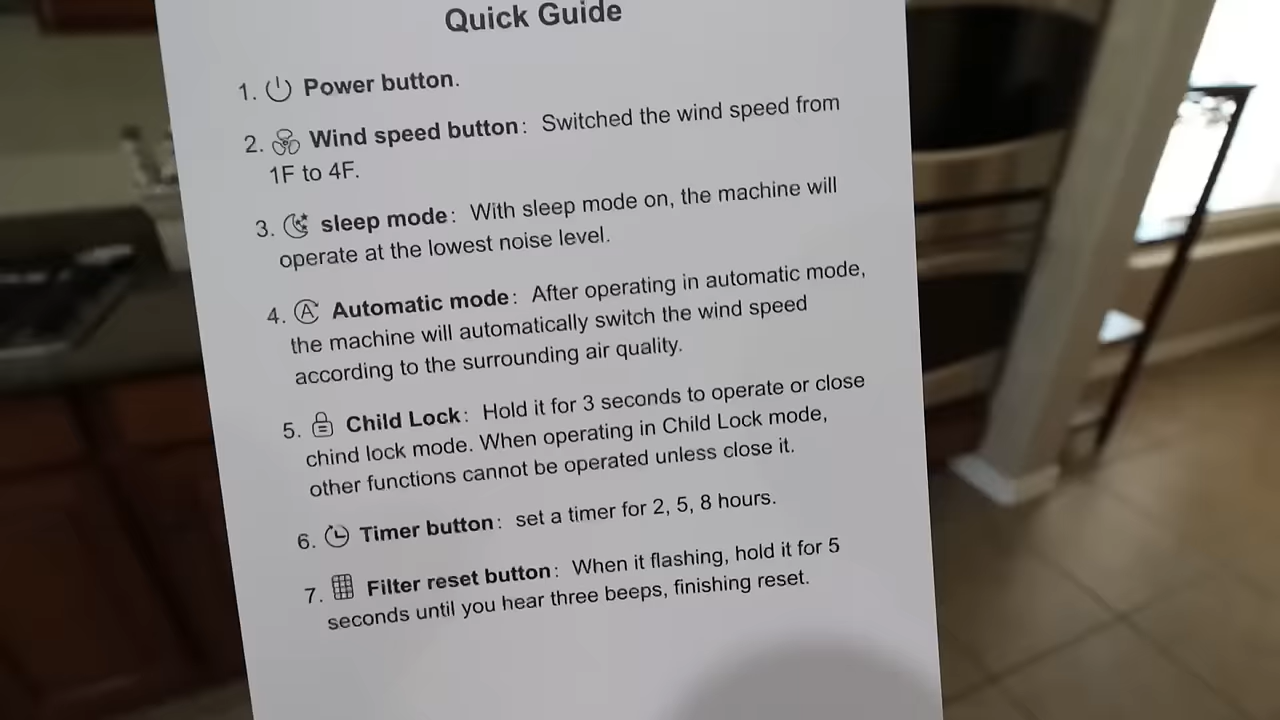 Quick Guide
1. Power button.
2. Wind speed button: Switched the wind speed from
1F to 4F.
3. sleep mode: With sleep mode on, the machine will
operate at the lowest noise level.
4. Automatic mode: After operating in automatic mode,
the machine will automatically switch the wind speed
according to the surrounding air quality.
5. Child Lock: Hold it for 3 seconds to operate or close
chind lock mode. When operating in Child Lock mode,
other functions cannot be operated unless close it.
6. Timer button: set a timer for 2, 5, 8 hours.
7. Filter reset button: When it flashing, hold it for 5
seconds until you hear three beeps, finishing reset.